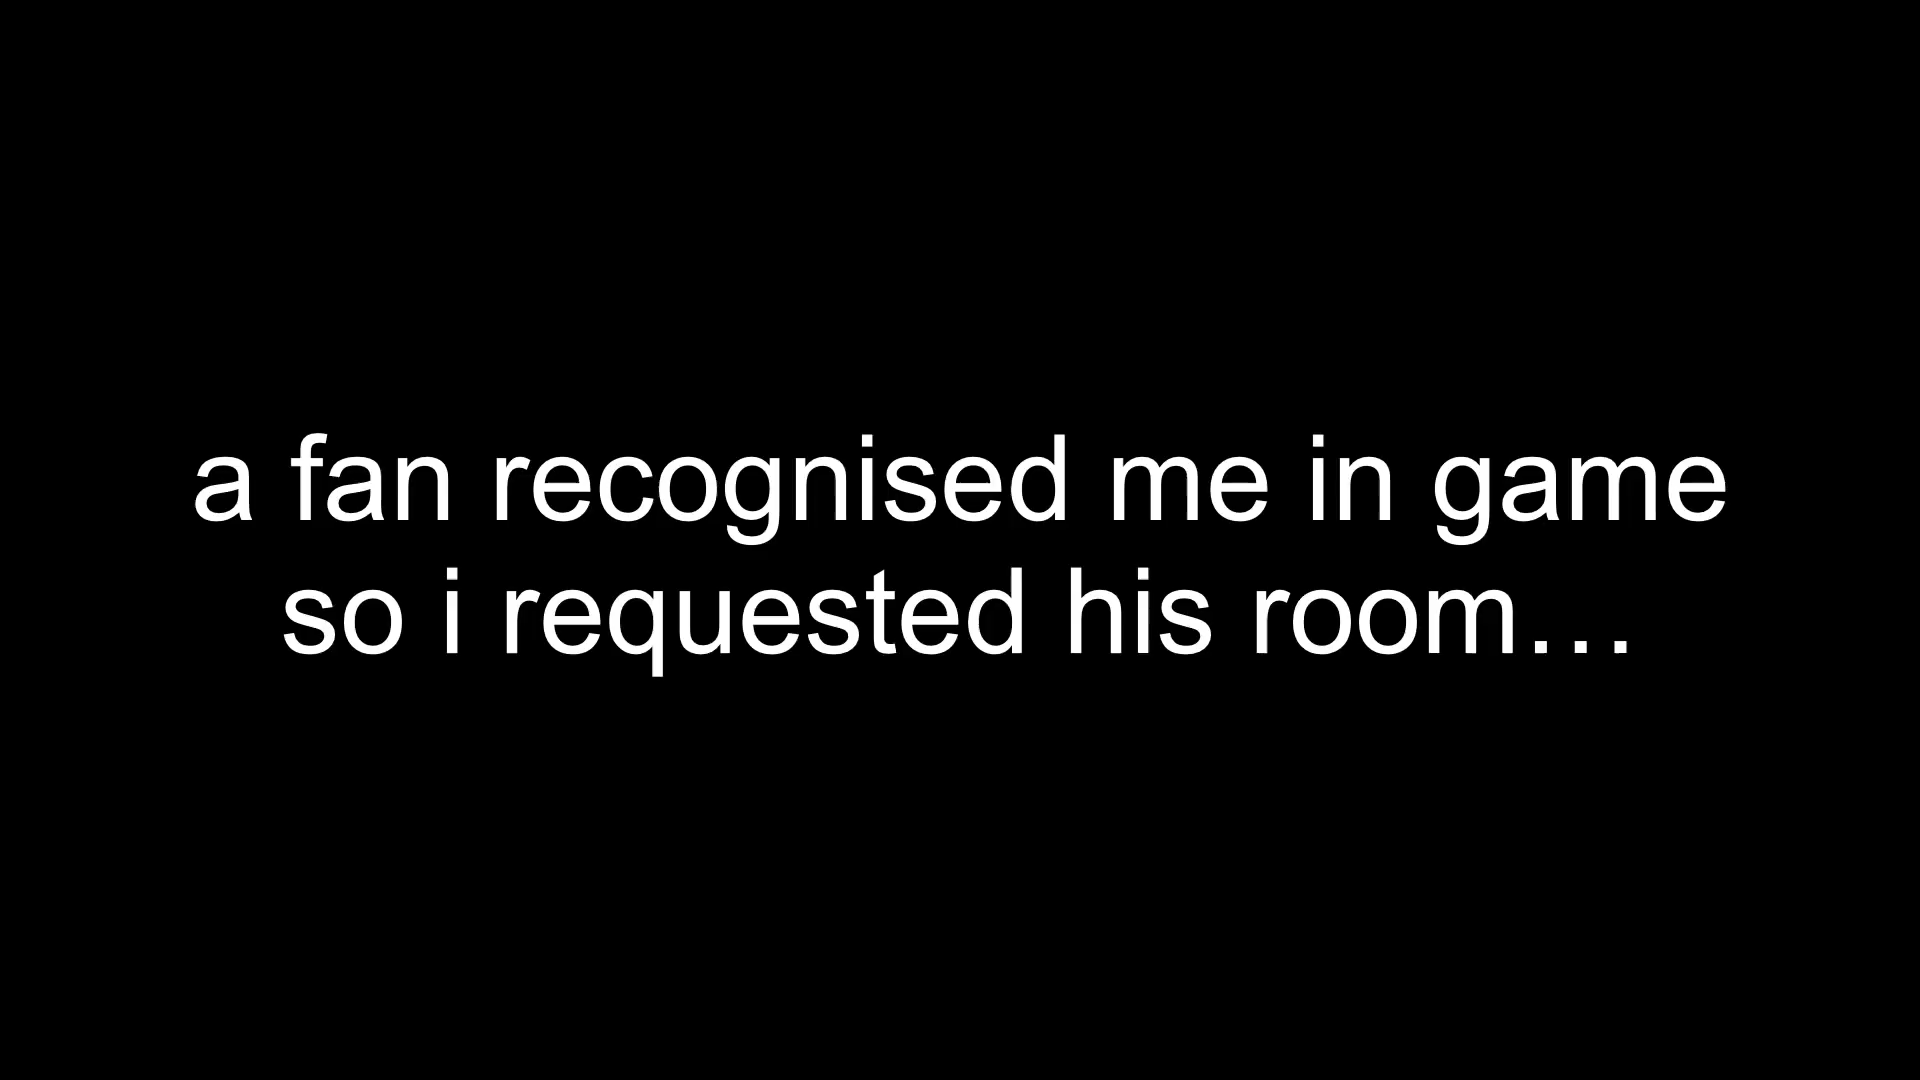 a fan recognised me in game
so i requested his room…